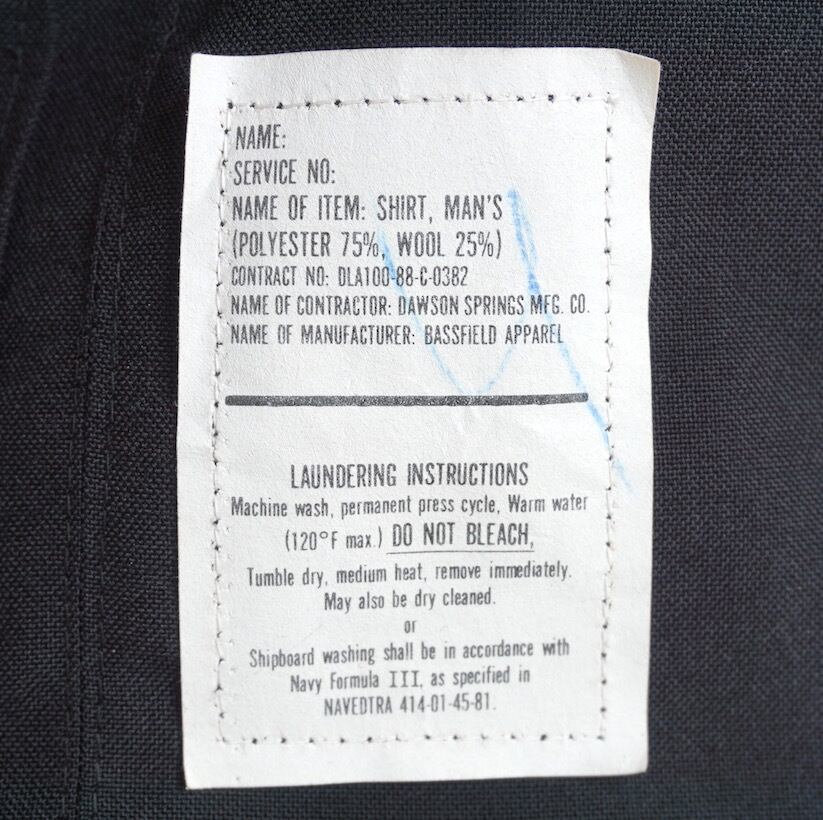 NAME:
SERVICE NO:
NAME OF ITEM: SHIRT, MAN'S
(POLYESTER 75%, WOOL 25%)
CONTRACT NO: DLA100-88-C-0382
NAME OF CONTRACTOR: DAWSON SPRINGS MFG. CO.
NAME OF MANUFACTURER: BASSFIELD APPAREL
LAUNDERING INSTRUCTIONS
Machine wash, permanent press cycle, Warm water
(120°F max.) DO NOT BLEACH,
Tumble dry, medium heat, remove immediately.
May also be dry cleaned.
or
Shipboard washing shall be in accordance with
Navy Formula III, as specified in
NAVEDTRA 414-01-45-81.